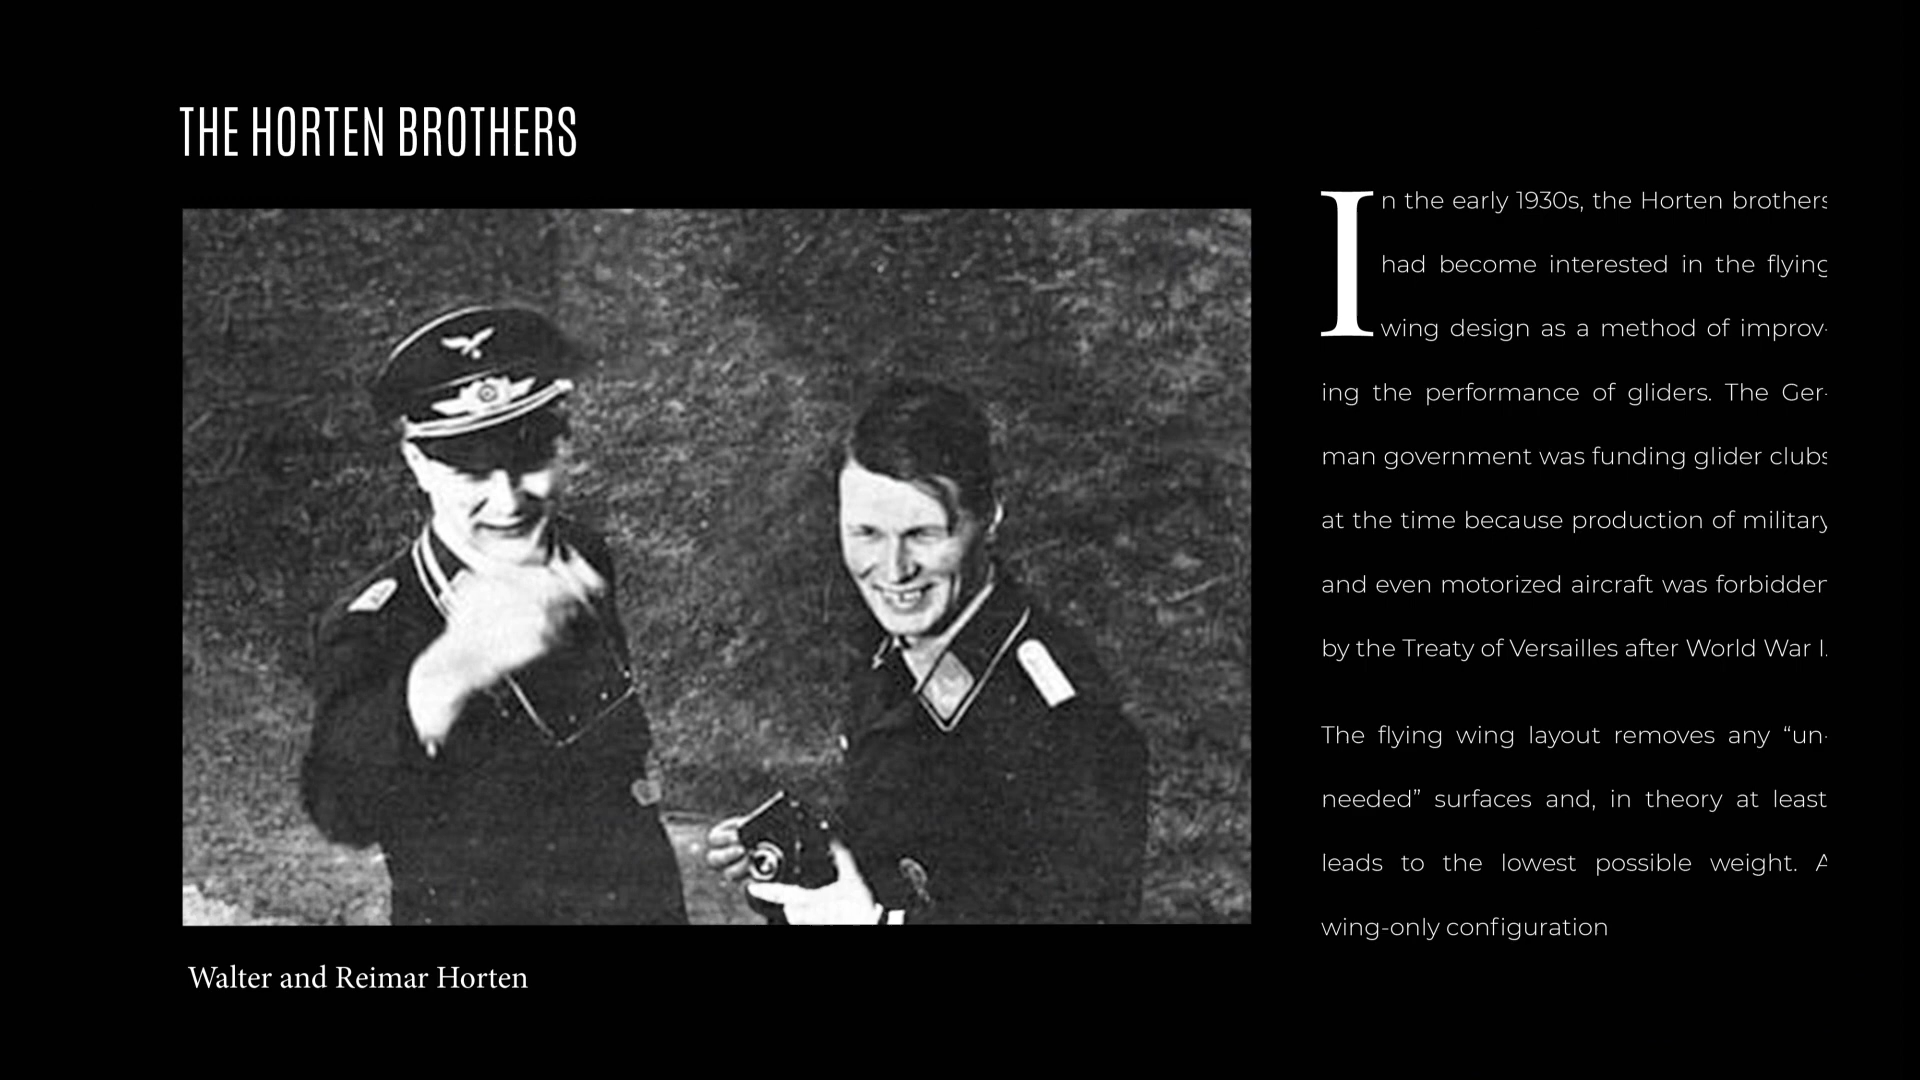 THE HORTEN BROTHERS
In the early 1930s, the Horten brothers
had become interested in the flying
wing design as a method of improv-
ing the performance of gliders. The Ger-
man government was funding glider clubs
at the time because production of military
and even motorized aircraft was forbidden
by the Treaty of Versailles after World War I.
The flying wing layout removes any “un-
needed” surfaces and, in theory at least
leads to the lowest possible weight. A
wing-only configuration
Walter and Reimar Horten